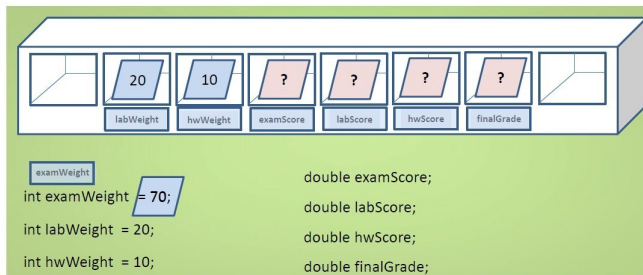 20 10 ? ? ? ?
labWeight hwWeight examScore labScore hwScore finalGrade
examWeight
int examWeight = 70;
int labWeight = 20;
int hwWeight = 10;
double examScore;
double labScore;
double hwScore;
double finalGrade;